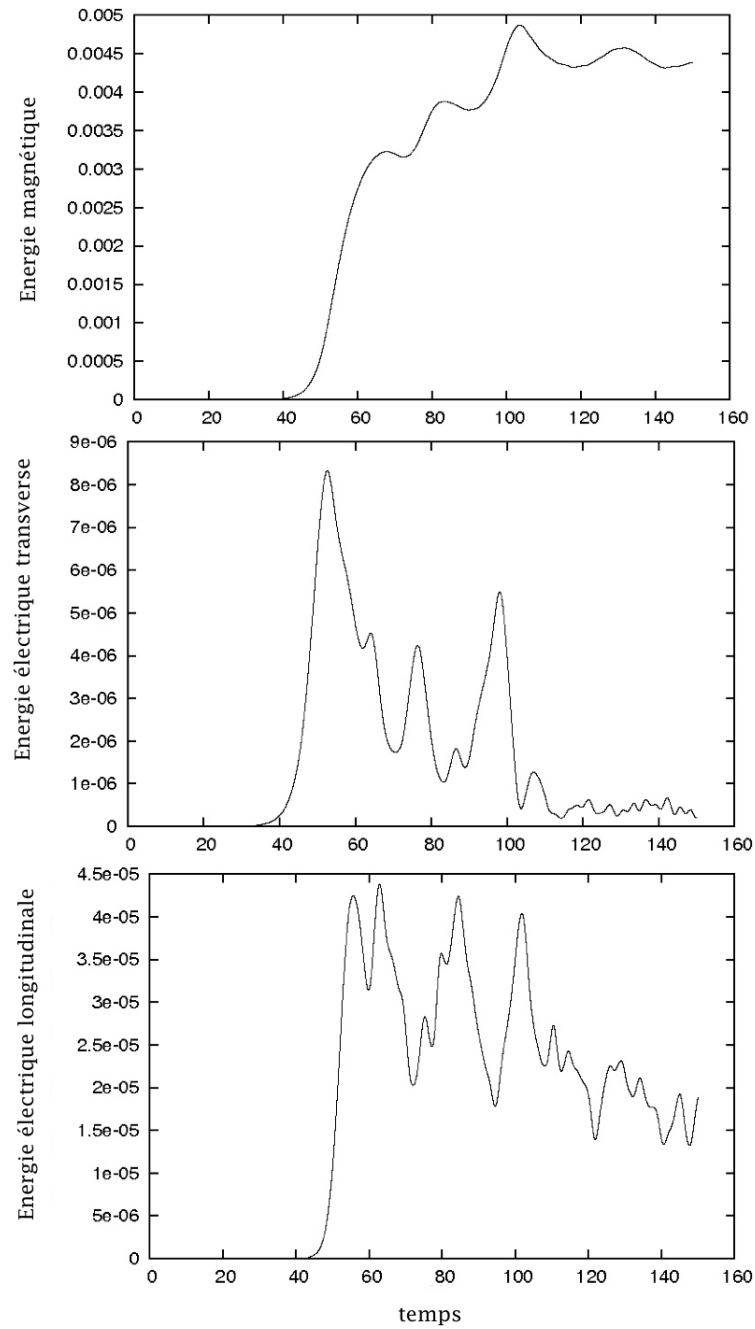 Energie magnétique
0.005
0.0045
0.004
0.0035
0.003
0.0025
0.002
0.0015
0.001
0.0005
0
0 20 40 60 80 100 120 140 160
Energie électrique transverse
9e-06
8e-06
7e-06
6e-06
5e-06
4e-06
3e-06
2e-06
1e-06
0
0 20 40 60 80 100 120 140 160
Energie électrique longitudinale
4.5e-05
4e-05
3.5e-05
3e-05
2.5e-05
2e-05
1.5e-05
1e-05
5e-06
0
0 20 40 60 80 100 120 140 160
temps